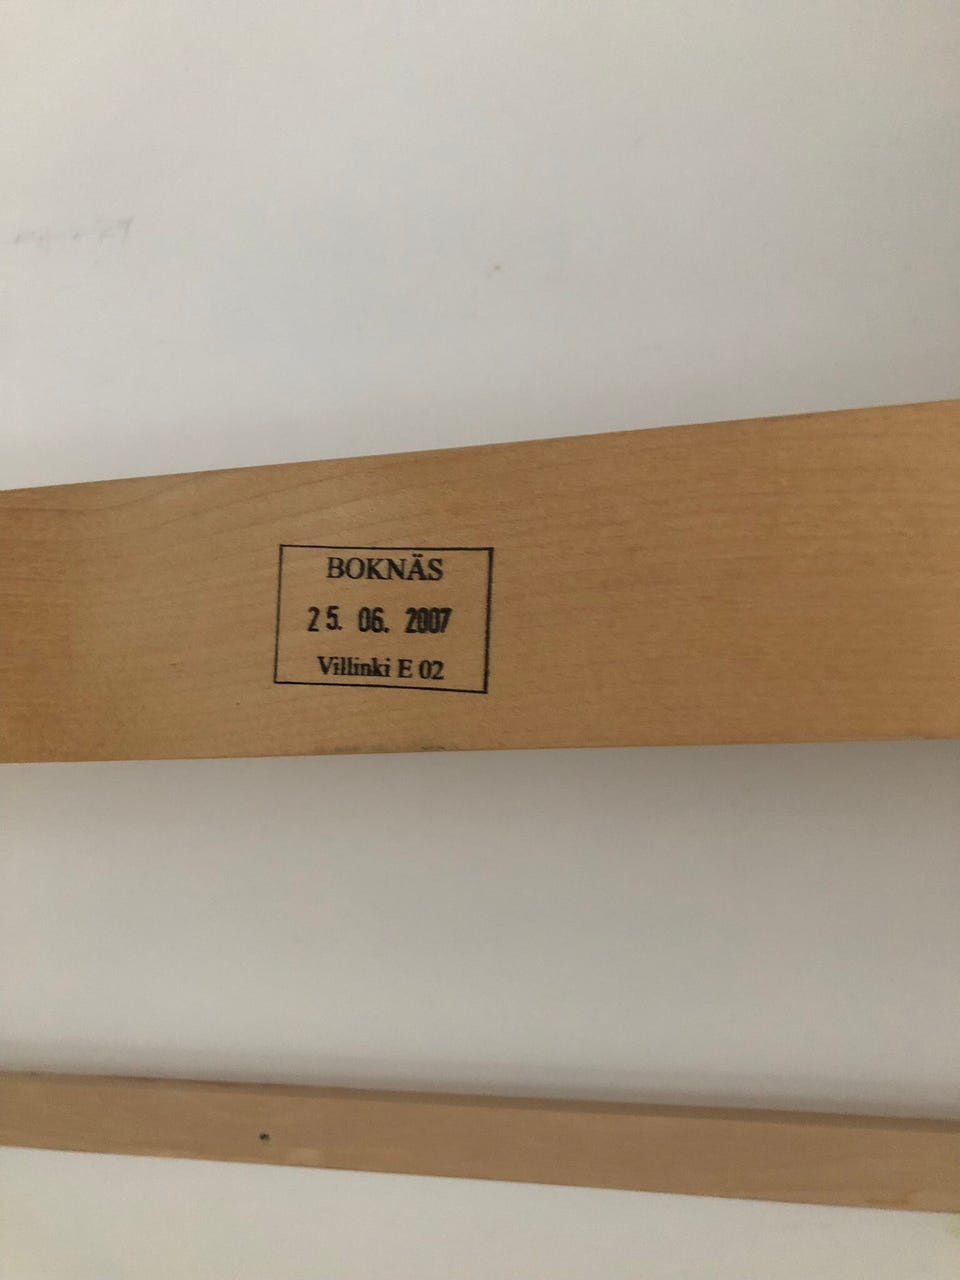 BOKNÄS
25. 06. 2007
Villinki E 02